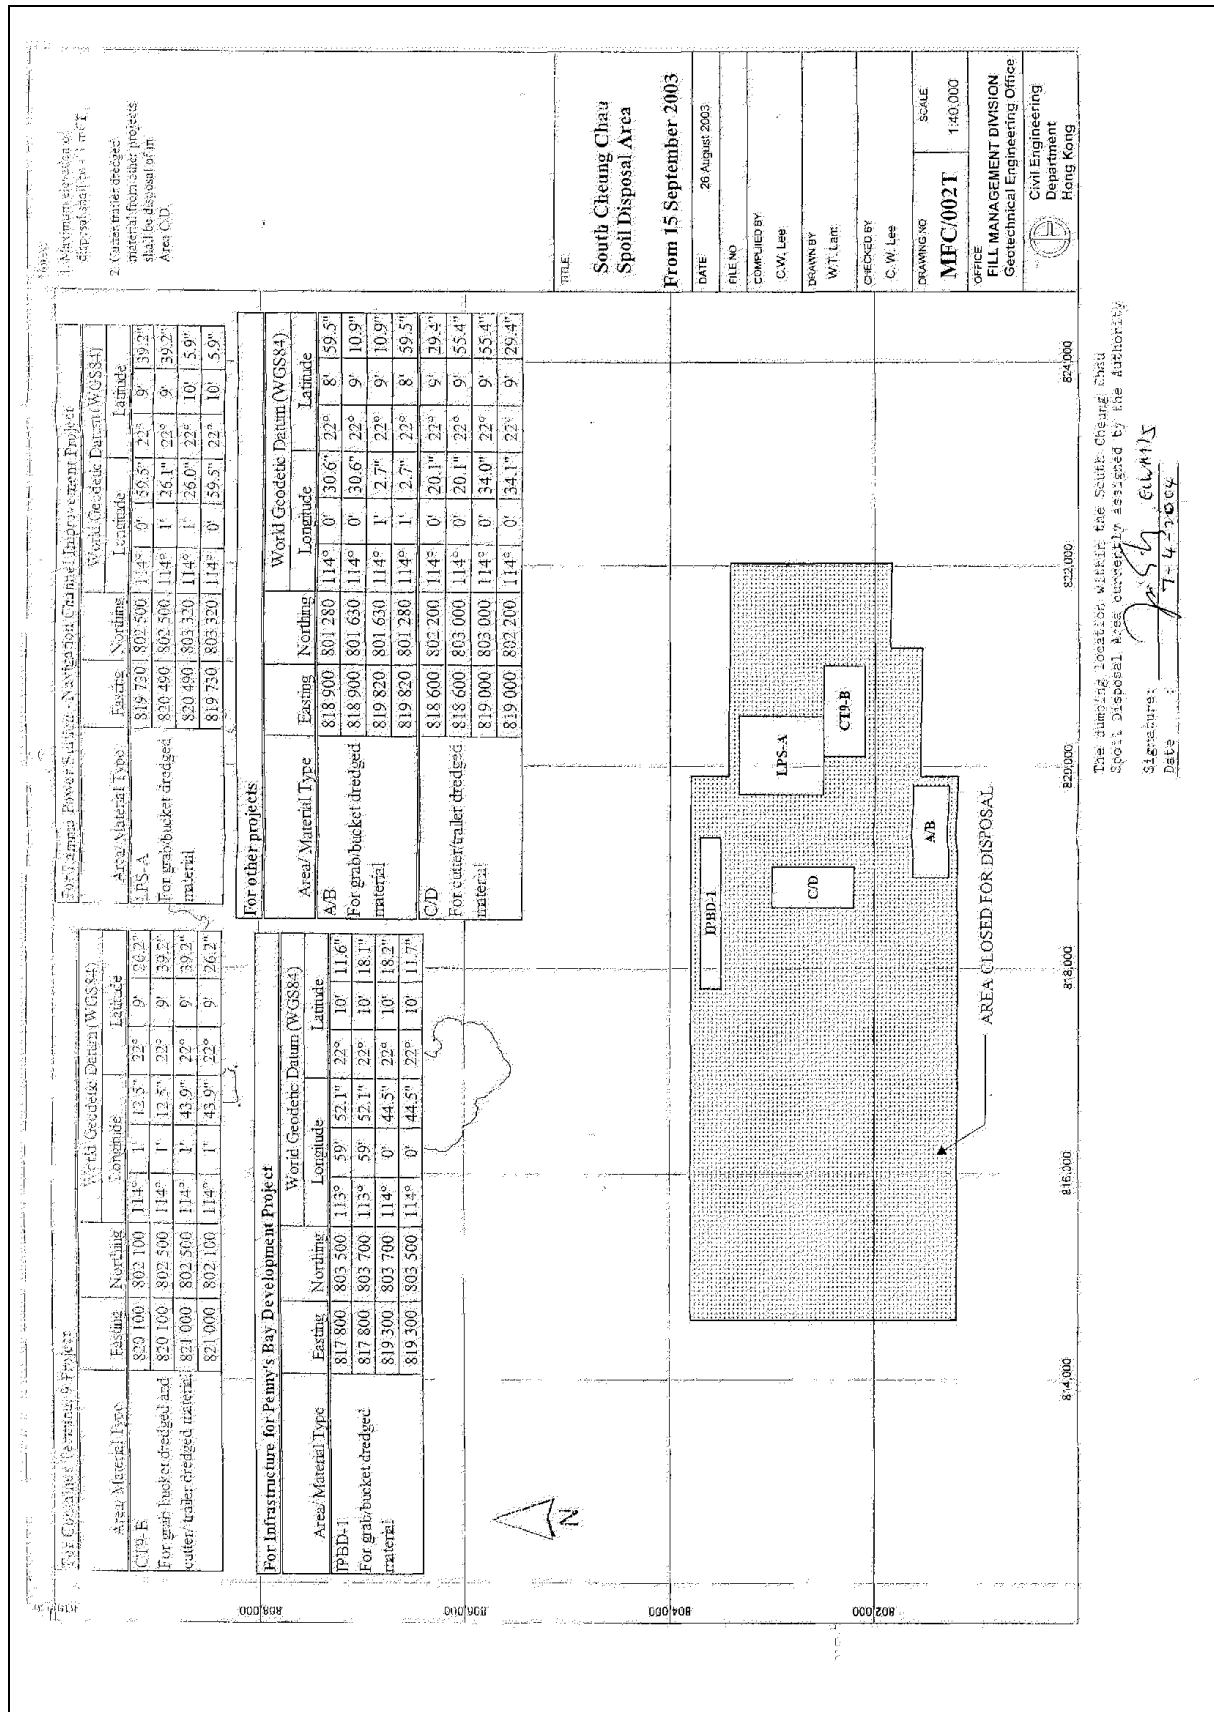 For Container Terminal 9 Project
Area/ Material Type Easting Northing World Geodetic Datum (WGS84)
Longitude Latitude
CT9-B 820 100 802 100 114° 1' 12.5" 22° 9' 26.2"
For grab/bucket dredged and 820 100 802 500 114° 1' 12.5" 22° 9' 39.2"
cutter/ trailer dredged material 821 000 802 500 114° 1' 43.9" 22° 9' 39.2"
821 000 802 100 114° 1' 43.9" 22° 9' 26.2"
For Infrastructure for Penny's Bay Development Project
Area/ Material Type Easting Northing World Geodetic Datum (WGS84)
Longitude Latitude
IPBD-1 817 800 803 500 113° 59' 52.1" 22° 10' 11.6"
For grab/bucket dredged 817 800 803 700 113° 59' 52.1" 22° 10' 18.1"
material 819 300 803 700 114° 0' 44.5" 22° 10' 18.2"
819 300 803 500 114° 0' 44.5" 22° 10' 11.7"
For Lamma Power Station - Navigation Channel Improvement Project
Area/ Material Type Easting Northing World Geodetic Datum (WGS84)
Longitude Latitude
LPS-A 819 730 802 500 114° 0' 59.5" 22° 9' 39.2"
For grab/bucket dredged 820 490 802 500 114° 1' 26.1" 22° 9' 39.2"
material 820 490 803 320 114° 1' 26.0" 22° 10' 5.9"
819 730 803 320 114° 0' 59.5" 22° 10' 5.9"
For other projects
Area/ Material Type Easting Northing World Geodetic Datum (WGS84)
Longitude Latitude
A/B 818 900 801 280 114° 0' 30.6" 22° 8' 59.5"
For grab/bucket dredged 818 900 801 630 114° 0' 30.6" 22° 9' 10.9"
material 819 820 801 630 114° 1' 2.7" 22° 9' 10.9"
819 820 801 280 114° 1' 2.7" 22° 8' 59.5"
C/D 818 600 802 200 114° 0' 20.1" 22° 9' 29.4"
For cutter/trailer dredged 818 600 803 000 114° 0' 20.1" 22° 9' 55.4"
material 819 000 803 000 114° 0' 34.0" 22° 9' 55.4"
819 000 802 200 114° 0' 34.1" 22° 9' 29.4"
Notes:
1. Maximum elevation of
disposal shall be
2. Cutter/trailer dredged
material from other projects
shall be disposal of in
Area C/D.
808,000
806,000
804,000
802,000
N
IPBD-1
LPS-A
CT9-B
C/D
A/B
AREA CLOSED FOR DISPOSAL
814,000
816,000
818,000
820,000
822,000
824,000
TITLE:
South Cheung Chau
Spoil Disposal Area
From 15 September 2003
DATE: 26 August 2003
FILE NO
COMPLIED BY
C.W. Lee
DRAWN BY
W.T. Lam
CHECKED BY
C. W. Lee
DRAWING NO SCALE
MFC/002T 1:40,000
OFFICE
FILL MANAGEMENT DIVISION
Geotechnical Engineering Office
Civil Engineering
Department
Hong Kong
The dumping location within the South Cheung Chau
Spoil Disposal Area currently assigned by the Authority
Signature:
Date : 7-4-2004